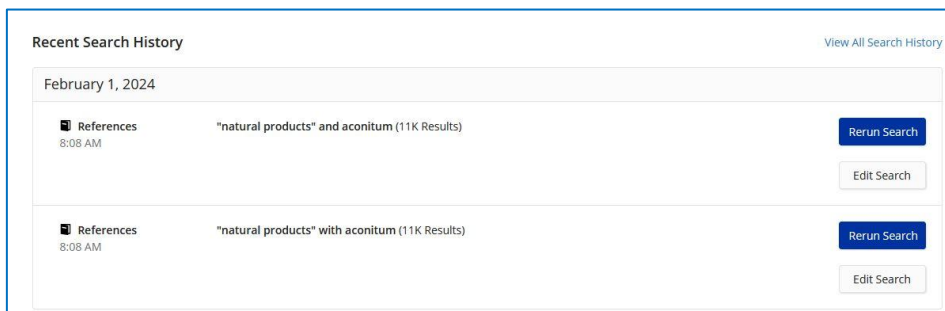 Recent Search History
View All Search History
February 1, 2024
References
"natural products" and aconitum (11K Results)
Rerun Search
8:08 AM
Edit Search
References
"natural products" with aconitum (11K Results)
Rerun Search
8:08 AM
Edit Search